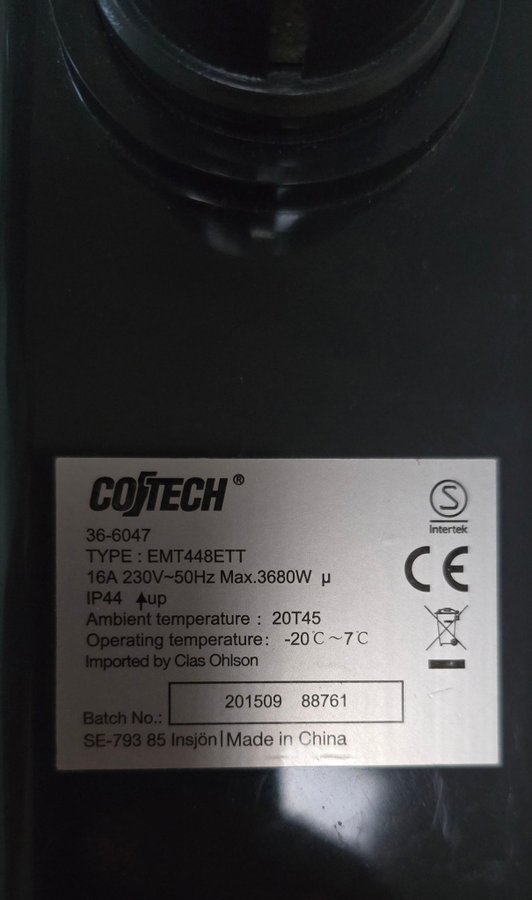 COTECH®
S
Intertek
36-6047
TYPE : EMT448ETT
16A 230V~50Hz Max.3680W µ
CE
IP44 up
Ambient temperature : 20T45
Operating temperature: -20℃~7℃
Imported by Clas Ohlson
Batch No.: 201509 88761
SE-793 85 Insjön | Made in China